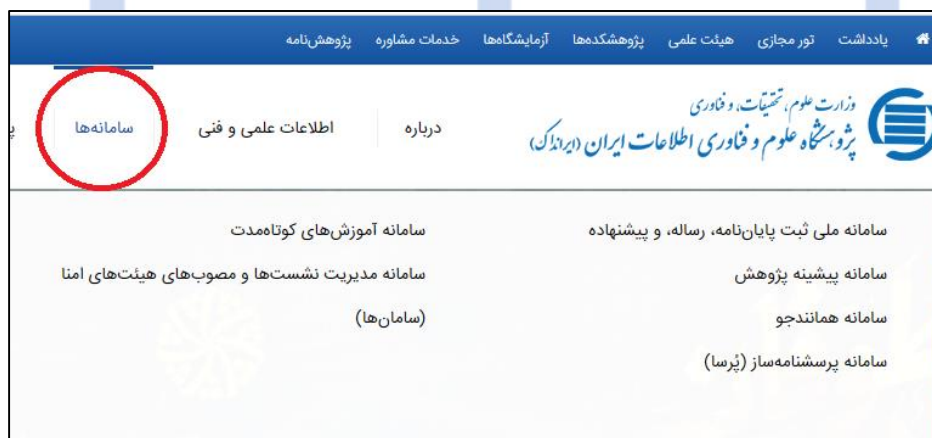 یادداشت تور مجازی هیئت علمی پژوهشکده‌ها آزمایشگاه‌ها خدمات مشاوره پژوهش‌نامه
وزارت علوم، تحقیقات، و فناوری
پژوهشگاه علوم و فناوری اطلاعات ایران (ایرانداک)
درباره اطلاعات علمی و فنی سامانه‌ها
سامانه ملی ثبت پایان‌نامه، رساله، و پیشنهاده
سامانه پیشینه پژوهش
سامانه همانندجو
سامانه پرسشنامه‌ساز (پُرسا)
سامانه آموزش‌های کوتاه‌مدت
سامانه مدیریت نشست‌ها و مصوب‌های هیئت‌های امنا
(سامان‌ها)